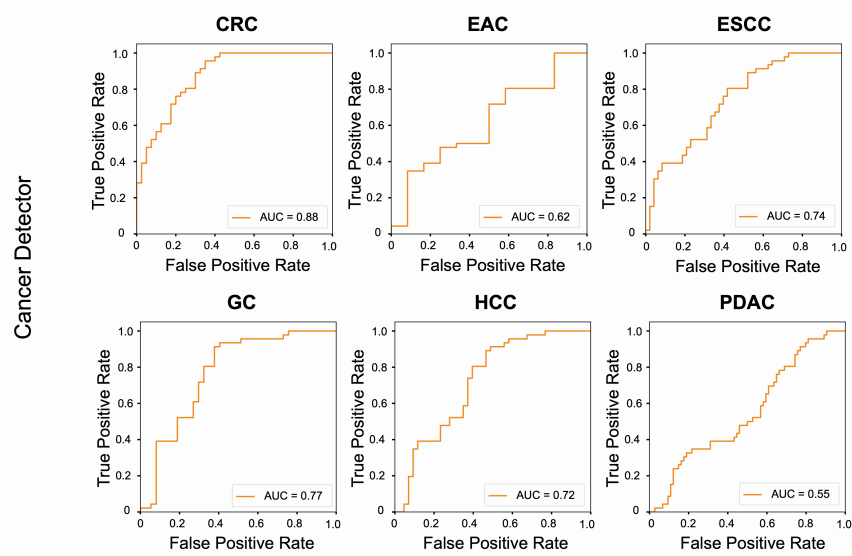 Cancer Detector
CRC
True Positive Rate
1.0
0.8
0.6
0.4
0.2
0
AUC = 0.88
0 0.2 0.4 0.6 0.8 1.0
False Positive Rate
EAC
True Positive Rate
1.0
0.8
0.6
0.4
0.2
0
AUC = 0.62
0 0.2 0.4 0.6 0.8 1.0
False Positive Rate
ESCC
True Positive Rate
1.0
0.8
0.6
0.4
0.2
0
AUC = 0.74
0 0.2 0.4 0.6 0.8 1.0
False Positive Rate
GC
True Positive Rate
1.0
0.8
0.6
0.4
0.2
0
AUC = 0.77
0 0.2 0.4 0.6 0.8 1.0
False Positive Rate
HCC
True Positive Rate
1.0
0.8
0.6
0.4
0.2
0
AUC = 0.72
0 0.2 0.4 0.6 0.8 1.0
False Positive Rate
PDAC
True Positive Rate
1.0
0.8
0.6
0.4
0.2
0
AUC = 0.55
0 0.2 0.4 0.6 0.8 1.0
False Positive Rate